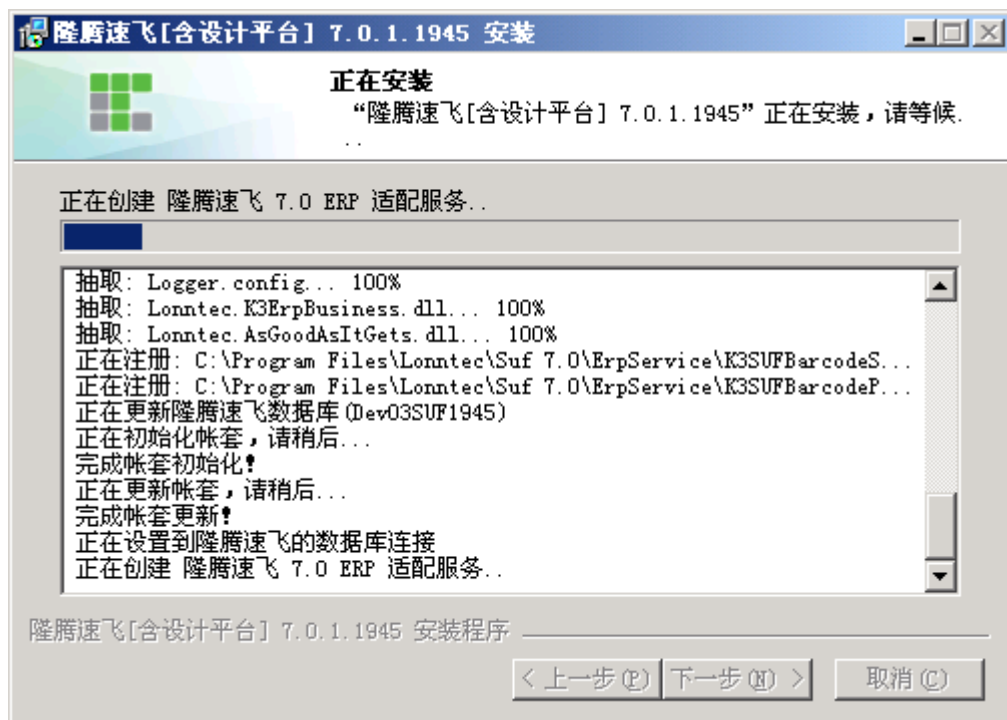 隆腾速飞[含设计平台] 7.0.1.1945 安装
正在安装
“隆腾速飞[含设计平台] 7.0.1.1945”正在安装，请等候.
..
正在创建 隆腾速飞 7.0 ERP 适配服务..
抽取: Logger.config... 100%
抽取: Lonntec.K3ErpBusiness.dll... 100%
抽取: Lonntec.AsGoodAsItGets.dll... 100%
正在注册: C:\Program Files\Lonntec\Suf 7.0\ErpService\K3SUFBarcodeS...
正在注册: C:\Program Files\Lonntec\Suf 7.0\ErpService\K3SUFBarcodeP...
正在更新隆腾速飞数据库(Dev03SUF1945)
正在初始化帐套，请稍后...
完成帐套初始化！
正在更新帐套，请稍后...
完成帐套更新！
正在设置到隆腾速飞的数据库连接
正在创建 隆腾速飞 7.0 ERP 适配服务..
隆腾速飞[含设计平台] 7.0.1.1945 安装程序
< 上一步(P) 下一步(N) > 取消(C)